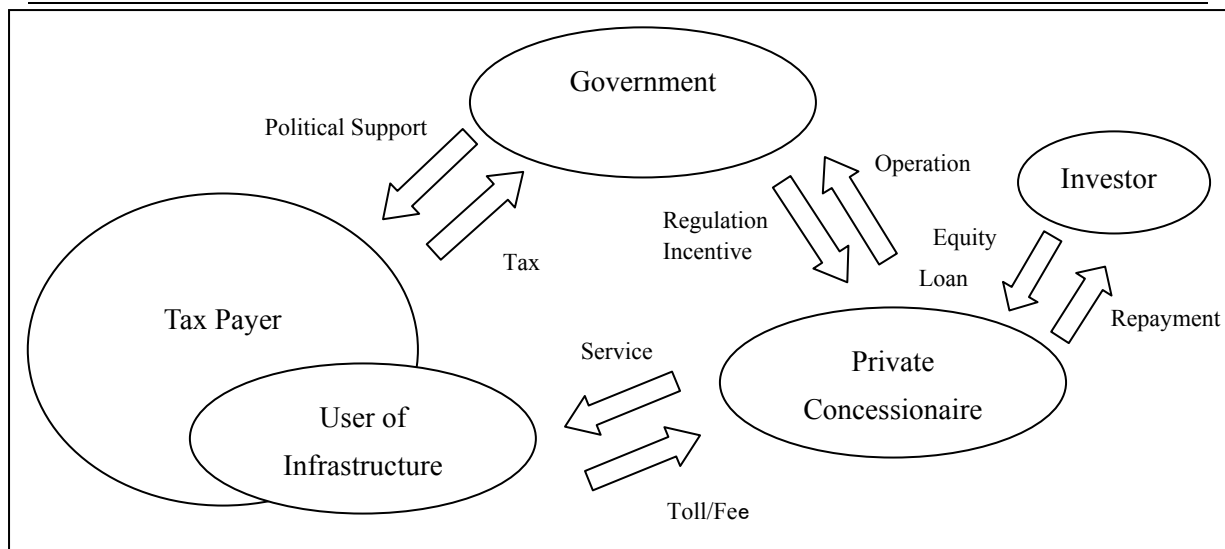 Government
Political Support
Operation
Investor
Regulation
Incentive
Equity
Tax
Loan
Tax Payer
Repayment
Service
Private
Concessionaire
User of
Infrastructure
Toll/Fee